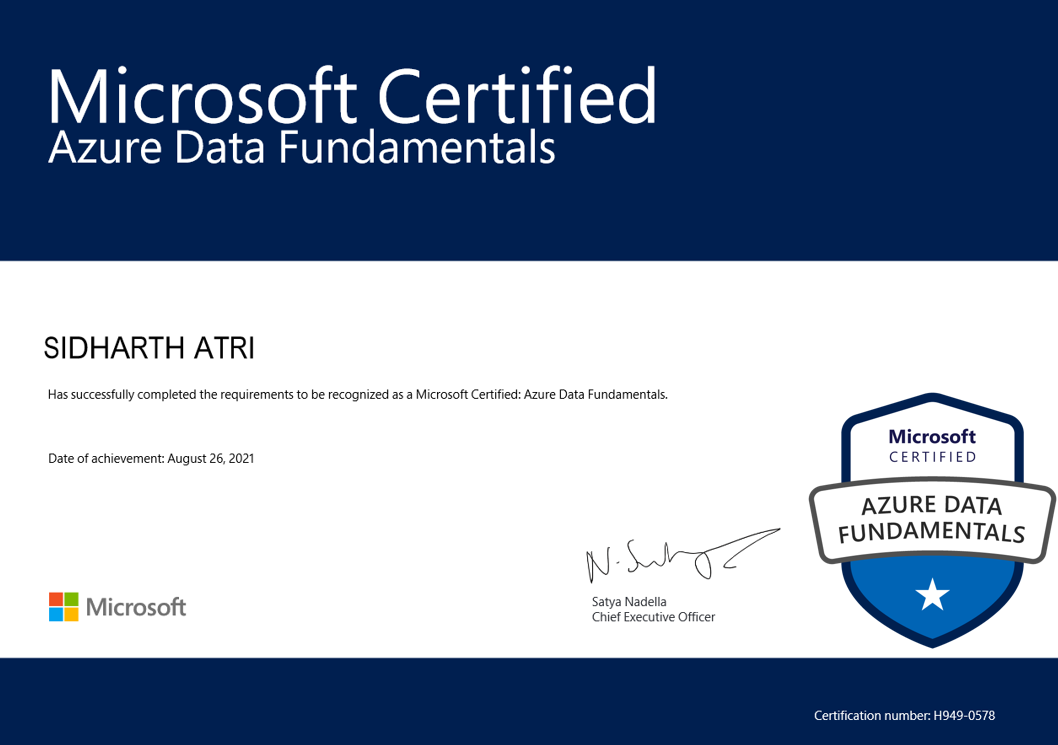 Microsoft Certified
Azure Data Fundamentals
SIDHARTH ATRI
Has successfully completed the requirements to be recognized as a Microsoft Certified: Azure Data Fundamentals.
Date of achievement: August 26, 2021
Microsoft
CERTIFIED
AZURE DATA
FUNDAMENTALS
N. Satya
Satya Nadella
Chief Executive Officer
Microsoft
Certification number: H949-0578